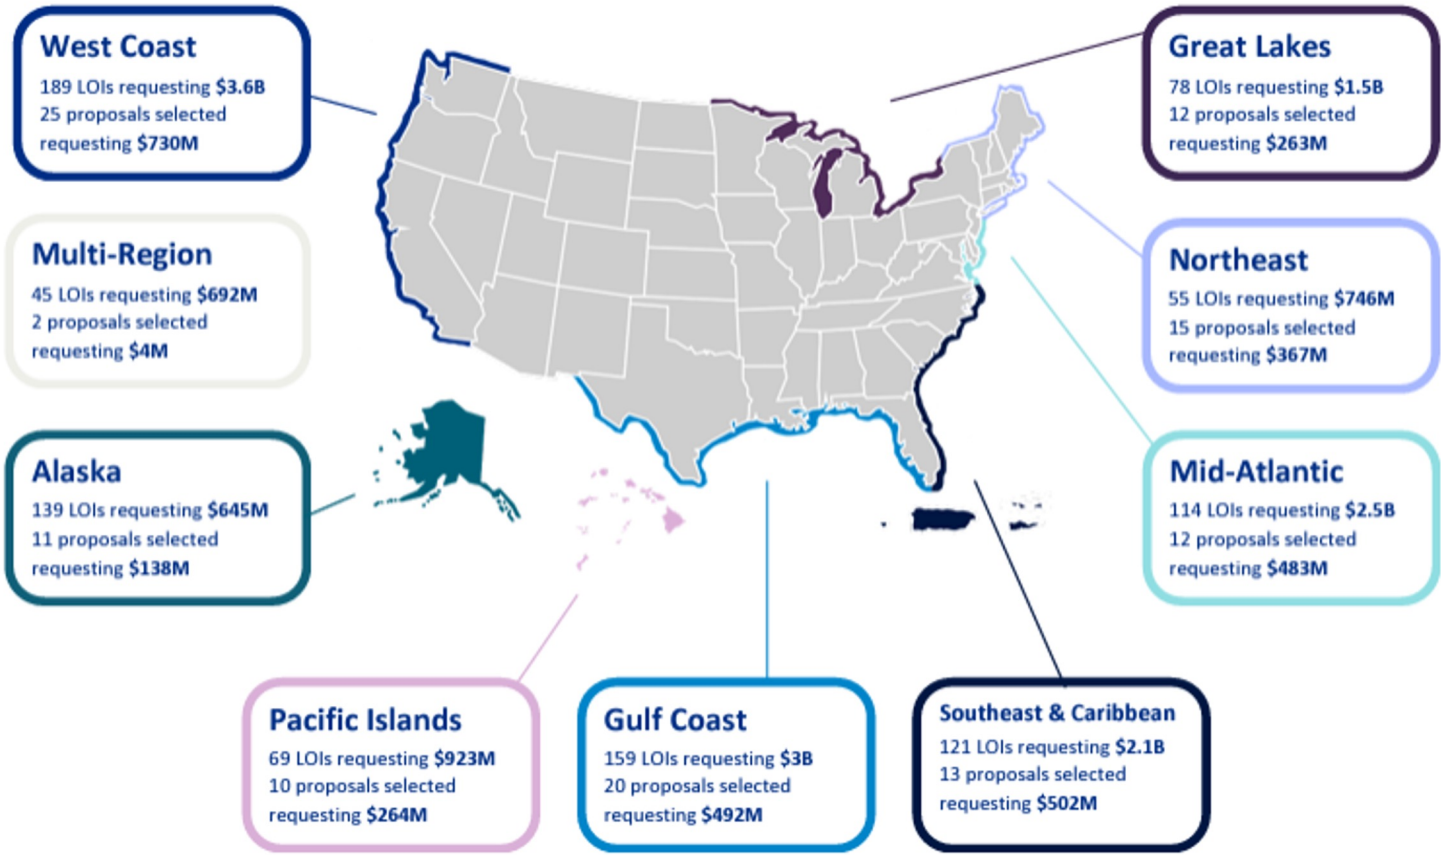 West Coast
189 LOIs requesting $3.6B
25 proposals selected
requesting $730M
Multi-Region
45 LOIs requesting $692M
2 proposals selected
requesting $4M
Alaska
139 LOIs requesting $645M
11 proposals selected
requesting $138M
Pacific Islands
69 LOIs requesting $923M
10 proposals selected
requesting $264M
Gulf Coast
159 LOIs requesting $3B
20 proposals selected
requesting $492M
Southeast & Caribbean
121 LOIs requesting $2.1B
13 proposals selected
requesting $502M
Great Lakes
78 LOIs requesting $1.5B
12 proposals selected
requesting $263M
Northeast
55 LOIs requesting $746M
15 proposals selected
requesting $367M
Mid-Atlantic
114 LOIs requesting $2.5B
12 proposals selected
requesting $483M